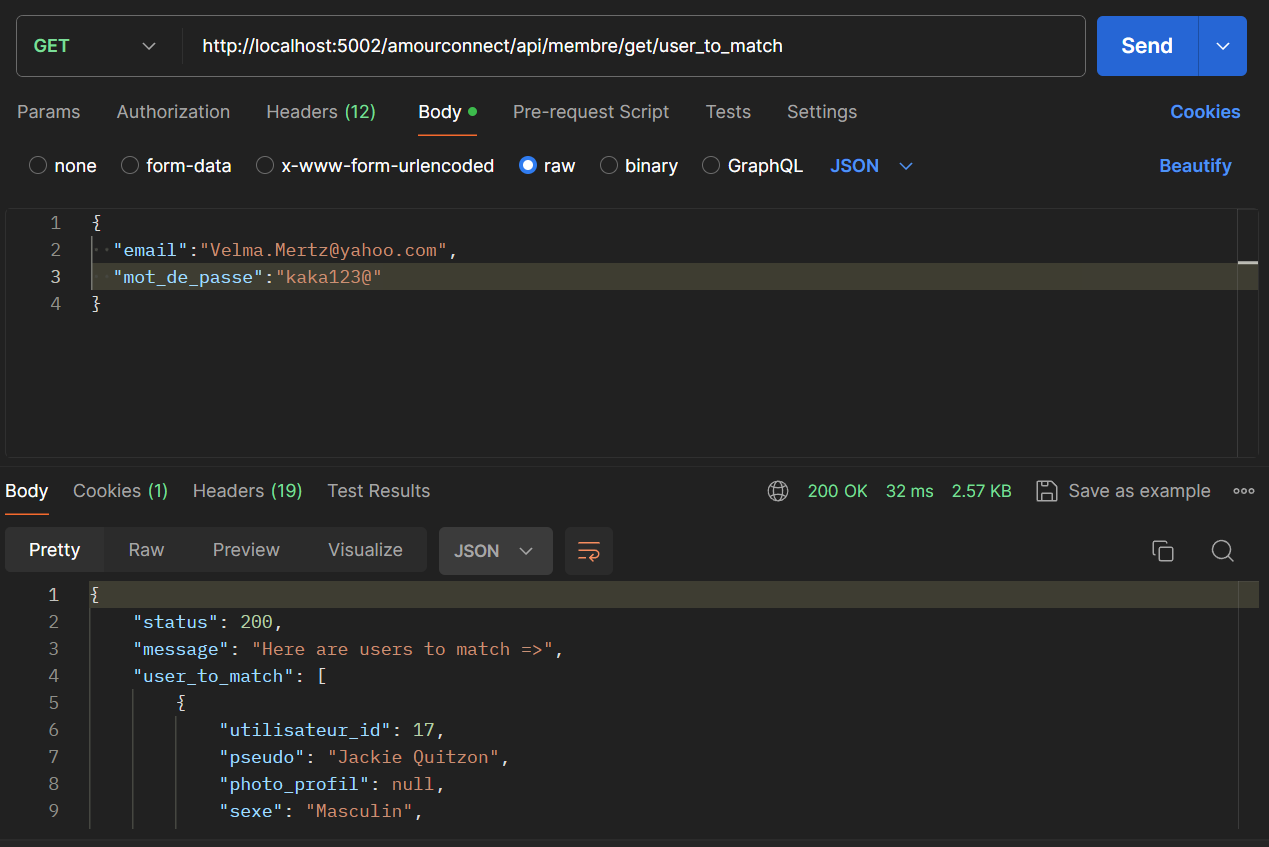 GET http://localhost:5002/amourconnect/api/membre/get/user_to_match Send
Params Authorization Headers (12) Body Pre-request Script Tests Settings Cookies
none form-data x-www-form-urlencoded raw binary GraphQL JSON Beautify
1 {
2 "email":"Velma.Mertz@yahoo.com",
3 "mot_de_passe":"kaka123@"
4 }
Body Cookies (1) Headers (19) Test Results 200 OK 32 ms 2.57 KB Save as example
Pretty Raw Preview Visualize JSON
1 {
2 "status": 200,
3 "message": "Here are users to match =>",
4 "user_to_match": [
5 {
6 "utilisateur_id": 17,
7 "pseudo": "Jackie Quitzon",
8 "photo_profil": null,
9 "sexe": "Masculin",